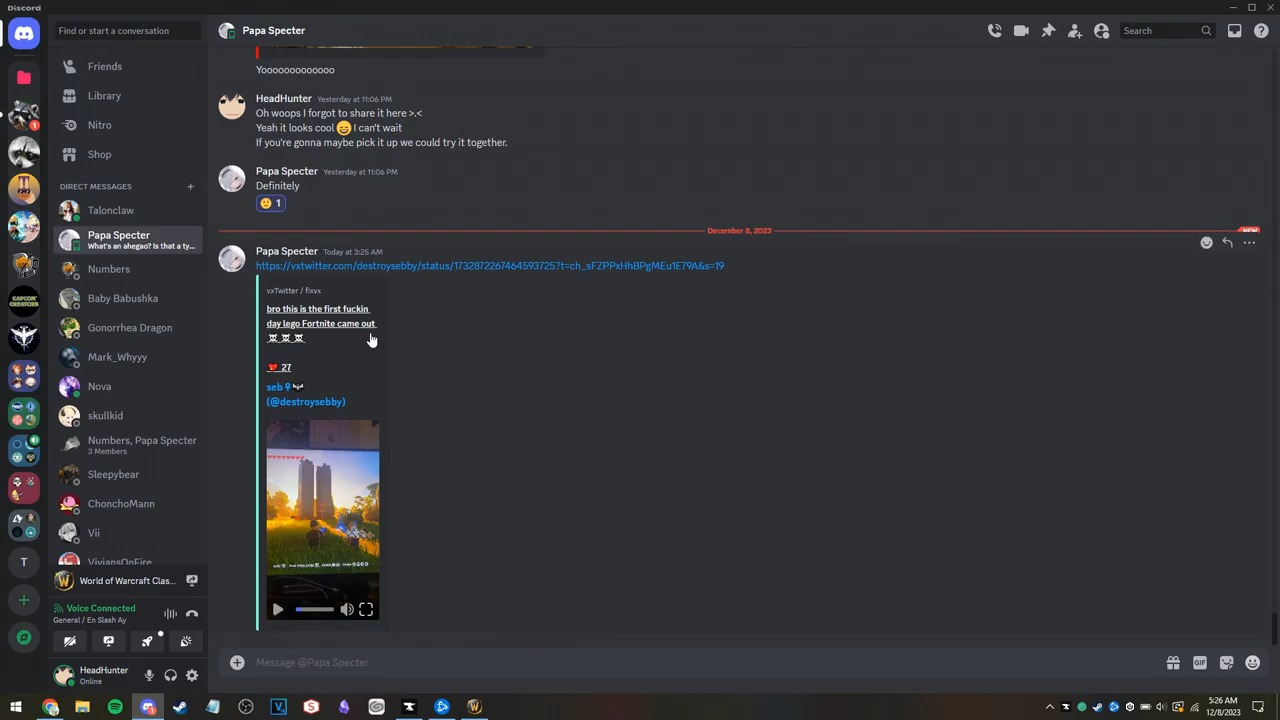 Discord
Find or start a conversation
Friends
Library
Nitro
Shop
DIRECT MESSAGES
Talonclaw
Papa Specter
What's an ahegao? Is that a ty...
Numbers
Baby Babushka
Gonorrhea Dragon
Mark_Whyyy
Nova
skullkid
Numbers, Papa Specter
3 Members
Sleepybear
ChonchoMann
Vii
ViviansOnFire
World of Warcraft Clas...
Voice Connected
General / En Slash Ay
HeadHunter
Online
1
CAPCOM
CREATORS
T
Papa Specter
Search
Yooooooooooooo
HeadHunter Yesterday at 11:06 PM
Oh woops I forgot to share it here >.<
Yeah it looks cool 😄 I can't wait
If you're gonna maybe pick it up we could try it together.
Papa Specter Yesterday at 11:06 PM
Definitely
🙂 1
December 8, 2023
NEW
Papa Specter Today at 3:25 AM
https://vxtwitter.com/destroysebby/status/1732872267464593725?t=ch_sFZPPxHhBPgMEu1E79A&s=19
vxTwitter / fixvx
bro this is the first fuckin
day lego Fortnite came out
☠️☠️☠️
💖 27
seb
(@destroysebby)
Message @Papa Specter
GIF
5:26 AM
12/8/2023